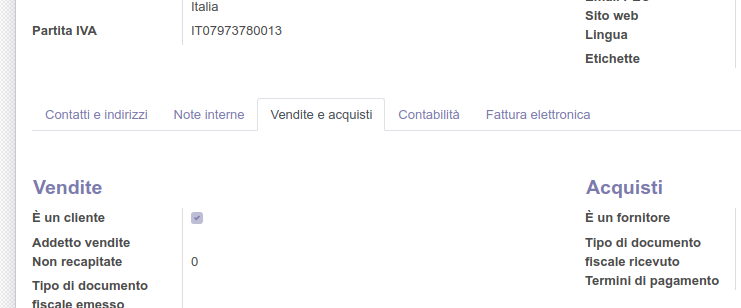 Italia
Sito web
Partita IVA IT07973780013
Lingua
Etichette
Contatti e indirizzi Note interne Vendite e acquisti Contabilità Fattura elettronica
Vendite Acquisti
È un cliente È un fornitore
Addetto vendite Tipo di documento
Non recapitate 0 fiscale ricevuto
Termini di pagamento
Tipo di documento
fiscale emesso